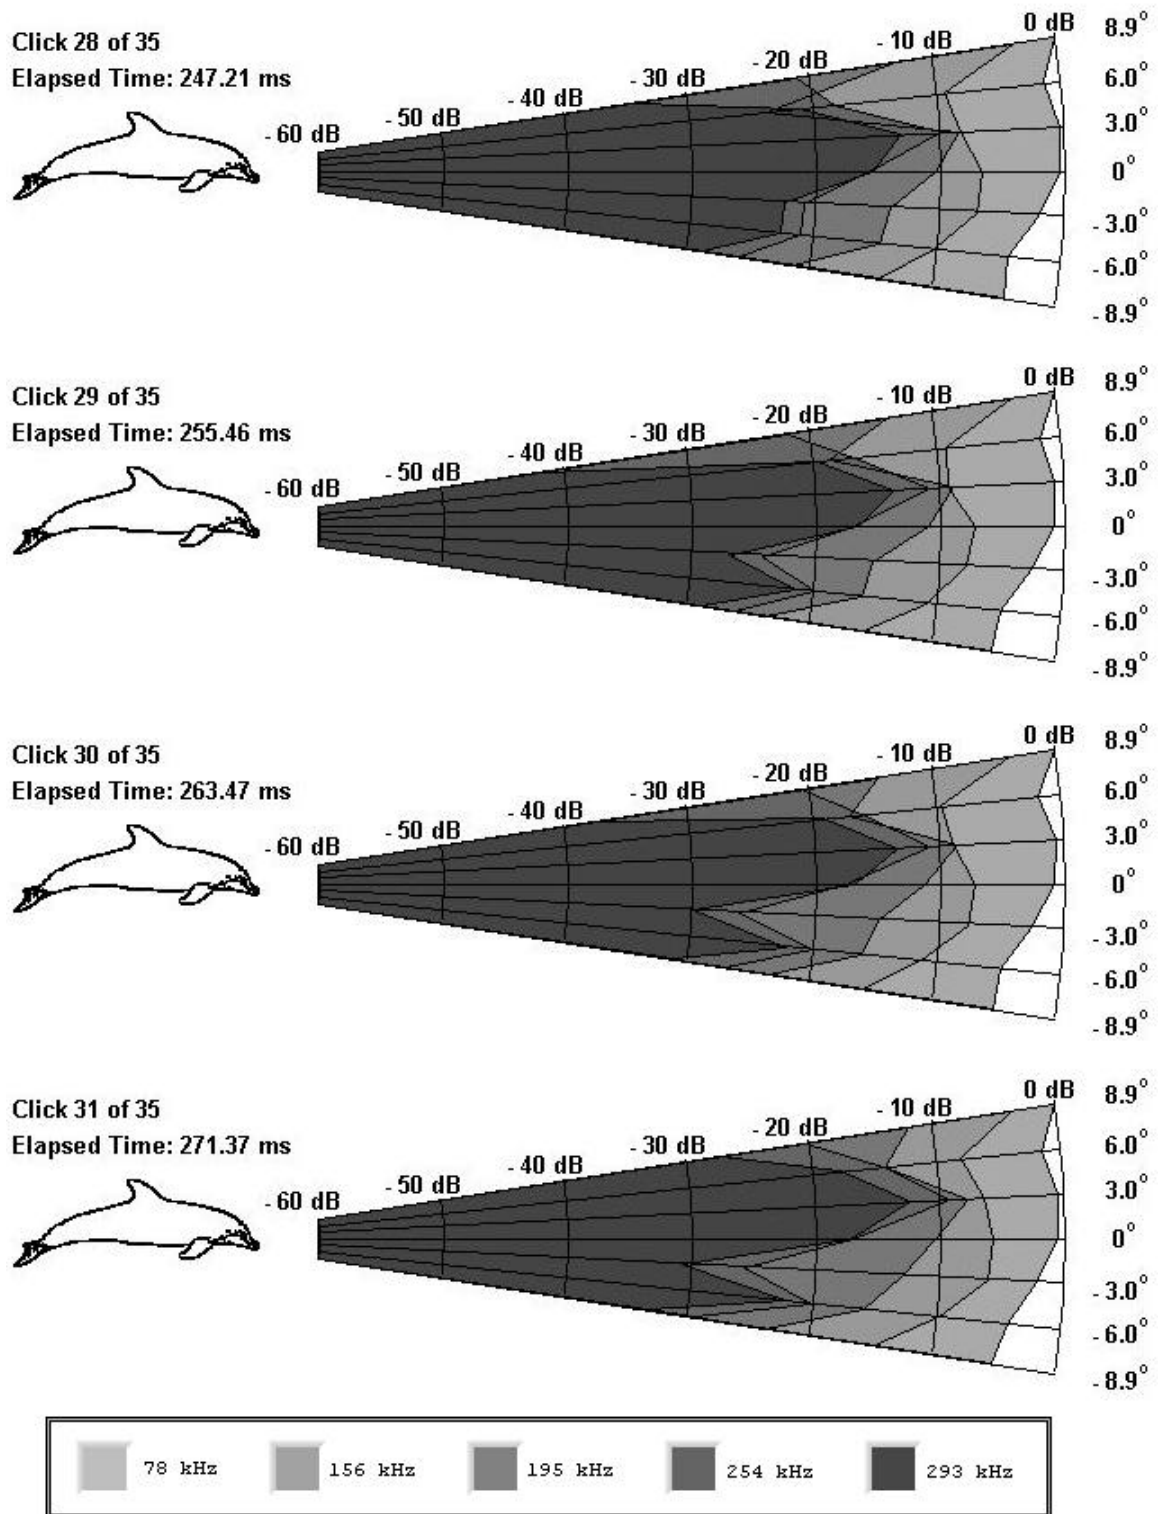 Click 28 of 35
Elapsed Time: 247.21 ms
- 60 dB
- 50 dB
- 40 dB
- 30 dB
- 20 dB
- 10 dB
0 dB
8.9°
6.0°
3.0°
0°
- 3.0°
- 6.0°
- 8.9°
Click 29 of 35
Elapsed Time: 255.46 ms
- 60 dB
- 50 dB
- 40 dB
- 30 dB
- 20 dB
- 10 dB
0 dB
8.9°
6.0°
3.0°
0°
- 3.0°
- 6.0°
- 8.9°
Click 30 of 35
Elapsed Time: 263.47 ms
- 60 dB
- 50 dB
- 40 dB
- 30 dB
- 20 dB
- 10 dB
0 dB
8.9°
6.0°
3.0°
0°
- 3.0°
- 6.0°
- 8.9°
Click 31 of 35
Elapsed Time: 271.37 ms
- 60 dB
- 50 dB
- 40 dB
- 30 dB
- 20 dB
- 10 dB
0 dB
8.9°
6.0°
3.0°
0°
- 3.0°
- 6.0°
- 8.9°
78 kHz
156 kHz
195 kHz
254 kHz
293 kHz